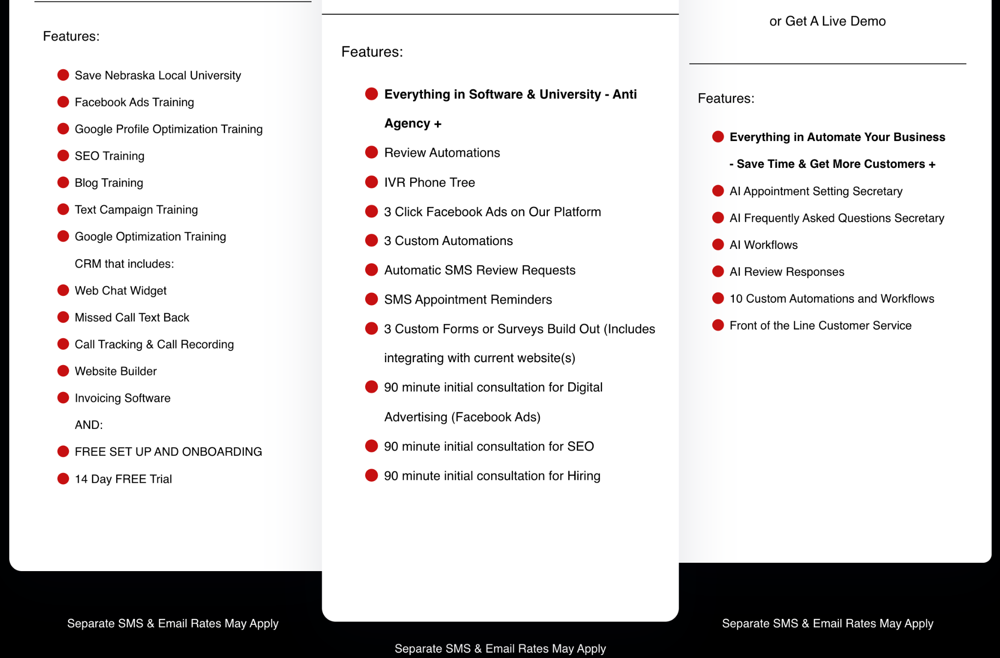 Features:
Save Nebraska Local University
Facebook Ads Training
Google Profile Optimization Training
SEO Training
Blog Training
Text Campaign Training
Google Optimization Training
CRM that includes:
Web Chat Widget
Missed Call Text Back
Call Tracking & Call Recording
Website Builder
Invoicing Software
AND:
FREE SET UP AND ONBOARDING
14 Day FREE Trial
Separate SMS & Email Rates May Apply
Features:
Everything in Software & University - Anti
Agency +
Review Automations
IVR Phone Tree
3 Click Facebook Ads on Our Platform
3 Custom Automations
Automatic SMS Review Requests
SMS Appointment Reminders
3 Custom Forms or Surveys Build Out (Includes
integrating with current website(s)
90 minute initial consultation for Digital
Advertising (Facebook Ads)
90 minute initial consultation for SEO
90 minute initial consultation for Hiring
Separate SMS & Email Rates May Apply
or Get A Live Demo
Features:
Everything in Automate Your Business
- Save Time & Get More Customers +
AI Appointment Setting Secretary
AI Frequently Asked Questions Secretary
AI Workflows
AI Review Responses
10 Custom Automations and Workflows
Front of the Line Customer Service
Separate SMS & Email Rates May Apply